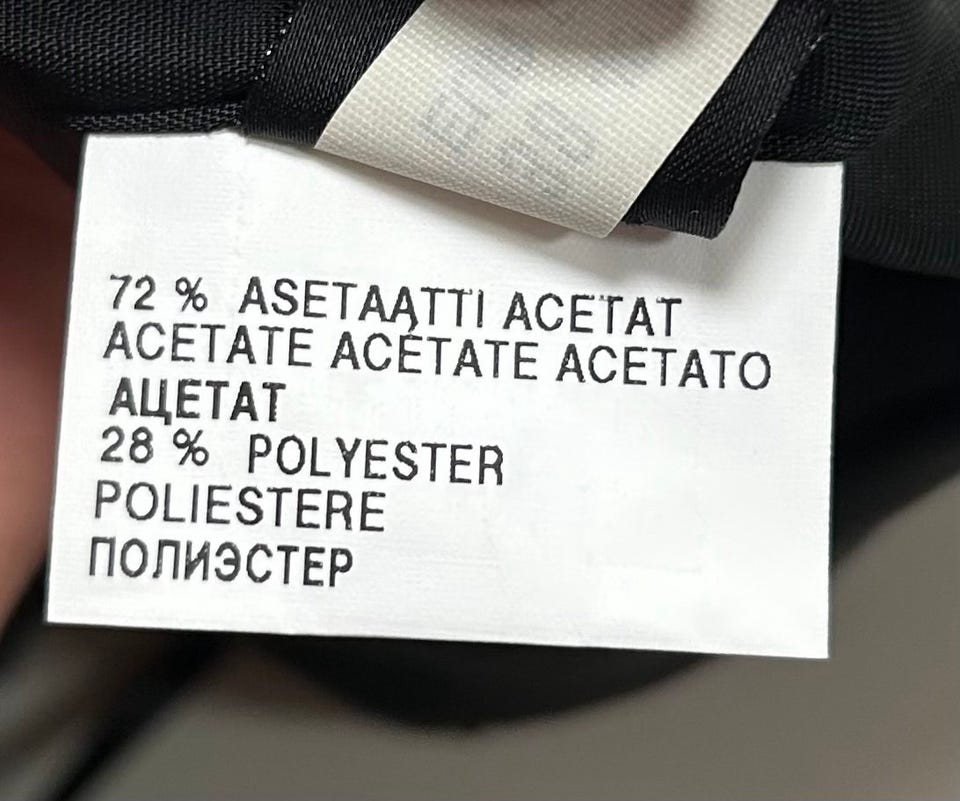 72 % ASETAATTI ACETAT
ACETATE ACÉTATE ACETATO
АЦЕТАТ
28 % POLYESTER
POLIESTERE
ПОЛИЭСТЕР